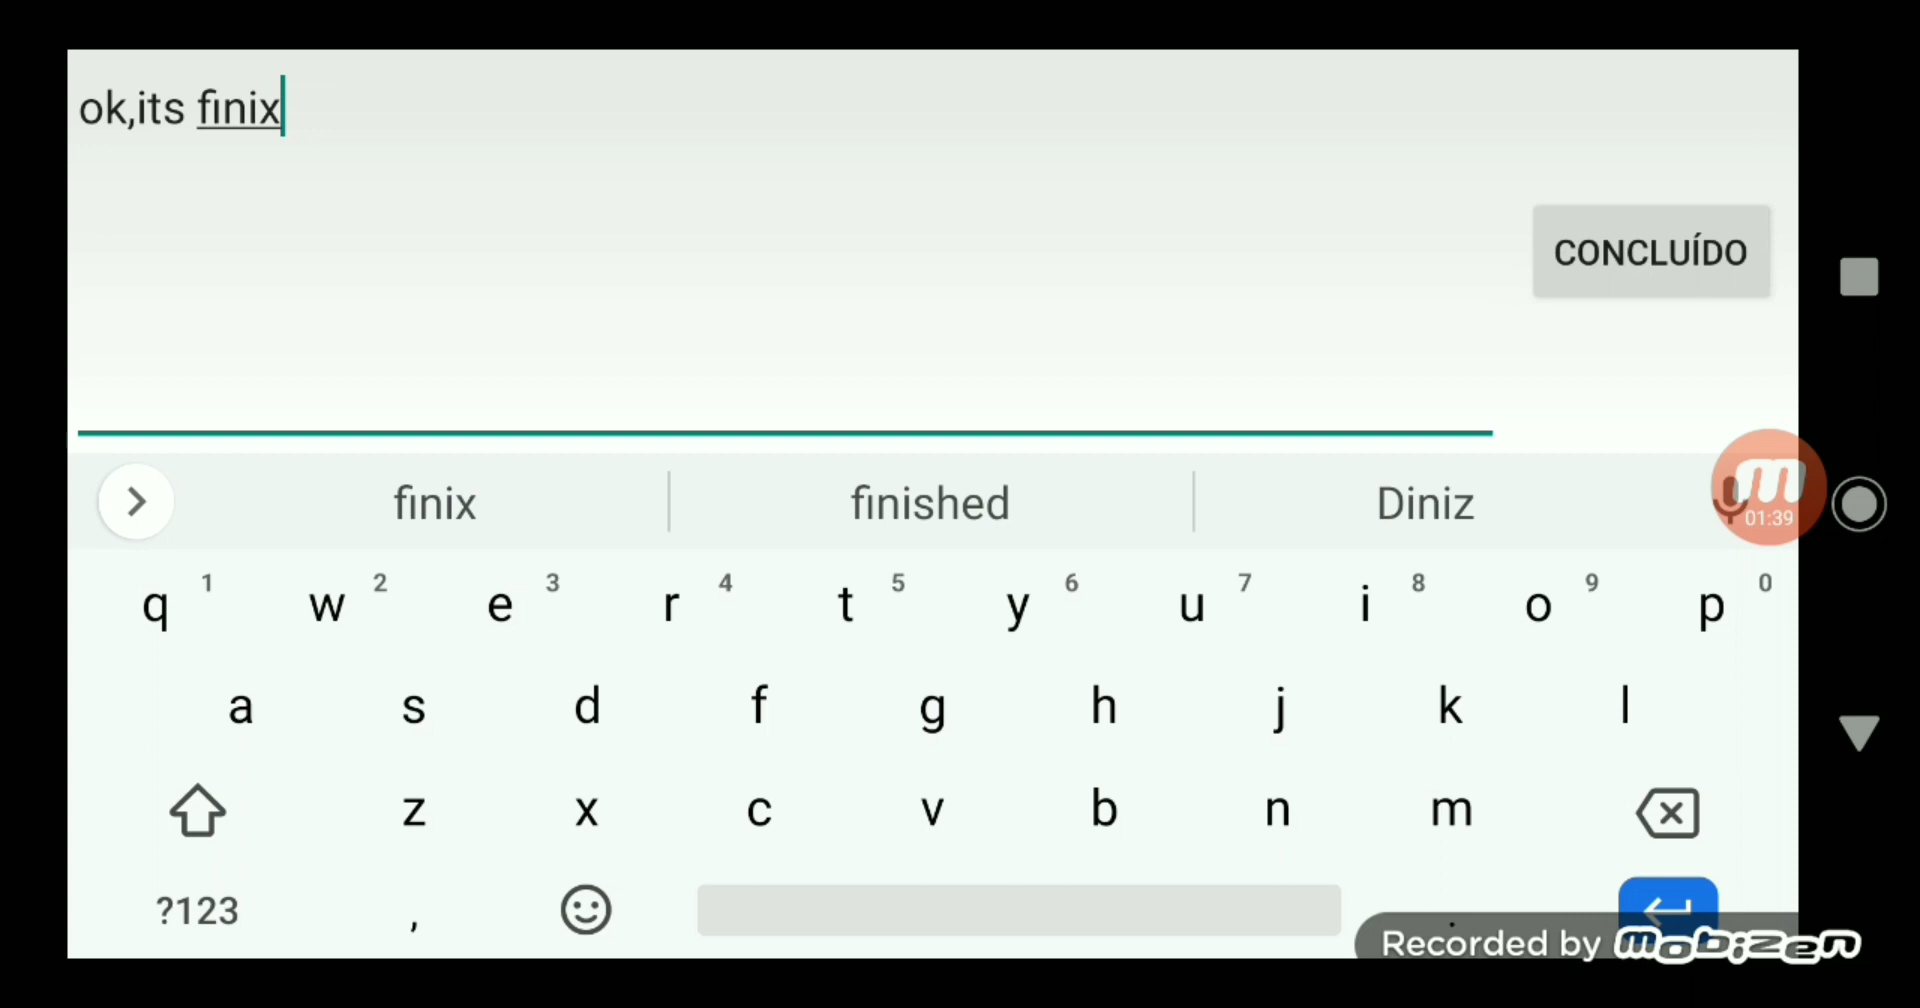 ok,its finix
CONCLUÍDO
finix finished Diniz
01:39
q 1 w 2 e 3 r 4 t 5 y 6 u 7 i 8 o 9 p 0
a s d f g h j k l
z x c v b n m
?123 , .
Recorded by mobizen